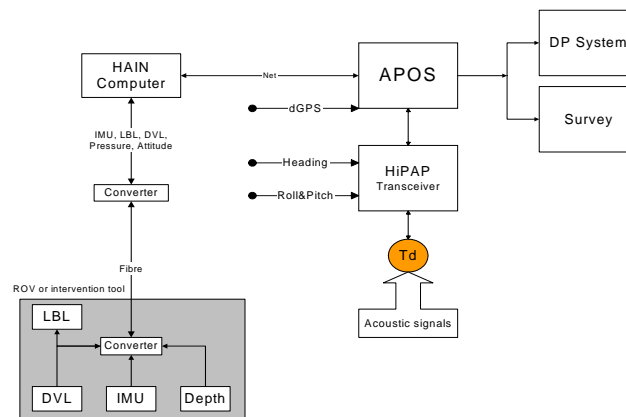 DP System
HAIN
Computer
Net
APOS
dGPS
Survey
IMU, LBL, DVL,
Pressure, Attitude
Heading
HiPAP
Transceiver
Converter
Roll&Pitch
Td
Fibre
ROV or intervention tool
Acoustic signals
LBL
Converter
DVL
IMU
Depth